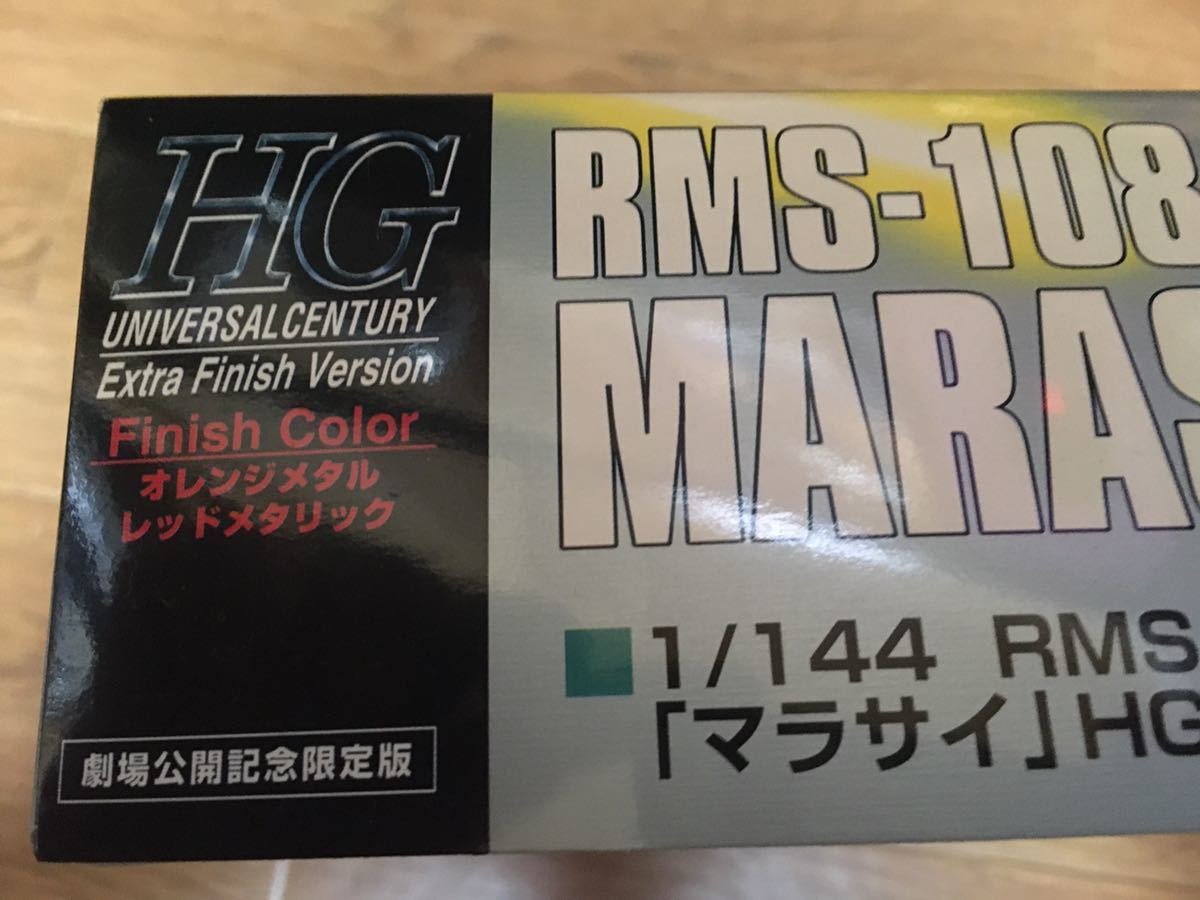 HG
UNIVERSAL CENTURY
Extra Finish Version
Finish Color
オレンジメタル
レッドメタリック
劇場公開記念限定版
RMS-108
MARAS
1/144 RMS
「マラサイ」HG